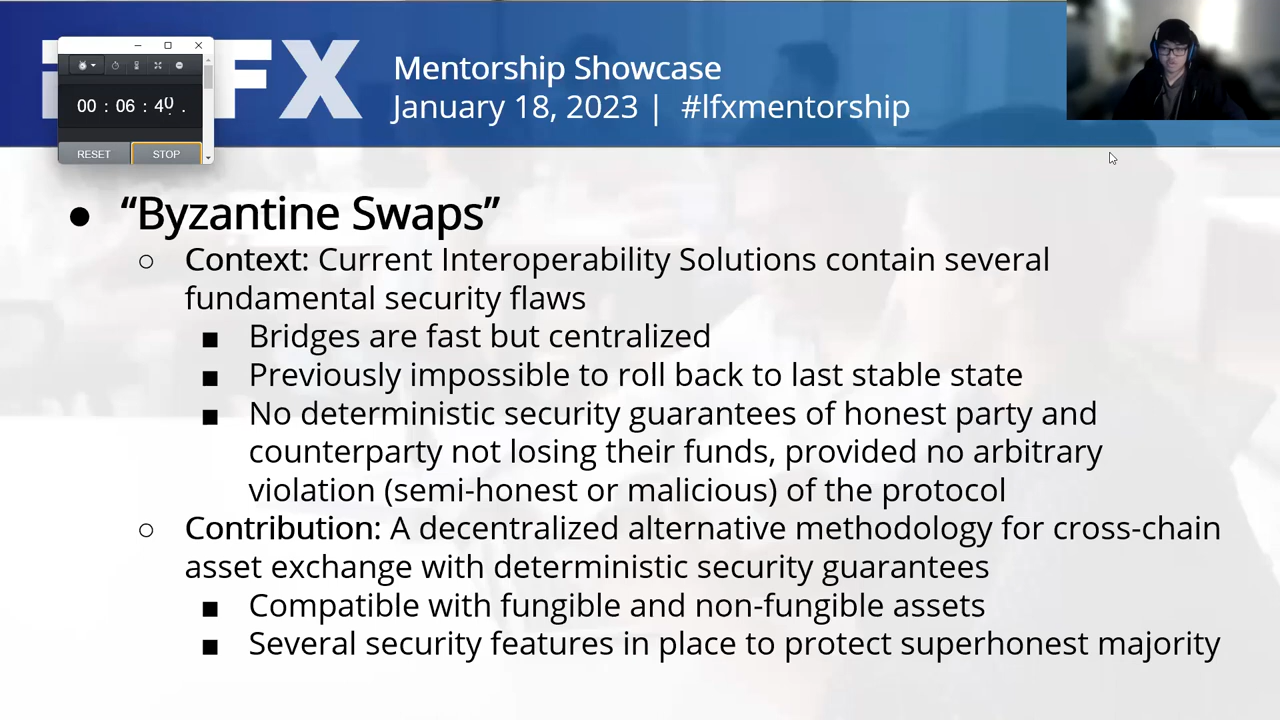 FX
Mentorship Showcase
January 18, 2023 | #lfxmentorship
00 : 06 : 40 .
RESET STOP
● “Byzantine Swaps”
○ Context: Current Interoperability Solutions contain several
fundamental security flaws
■ Bridges are fast but centralized
■ Previously impossible to roll back to last stable state
■ No deterministic security guarantees of honest party and
counterparty not losing their funds, provided no arbitrary
violation (semi-honest or malicious) of the protocol
○ Contribution: A decentralized alternative methodology for cross-chain
asset exchange with deterministic security guarantees
■ Compatible with fungible and non-fungible assets
■ Several security features in place to protect superhonest majority